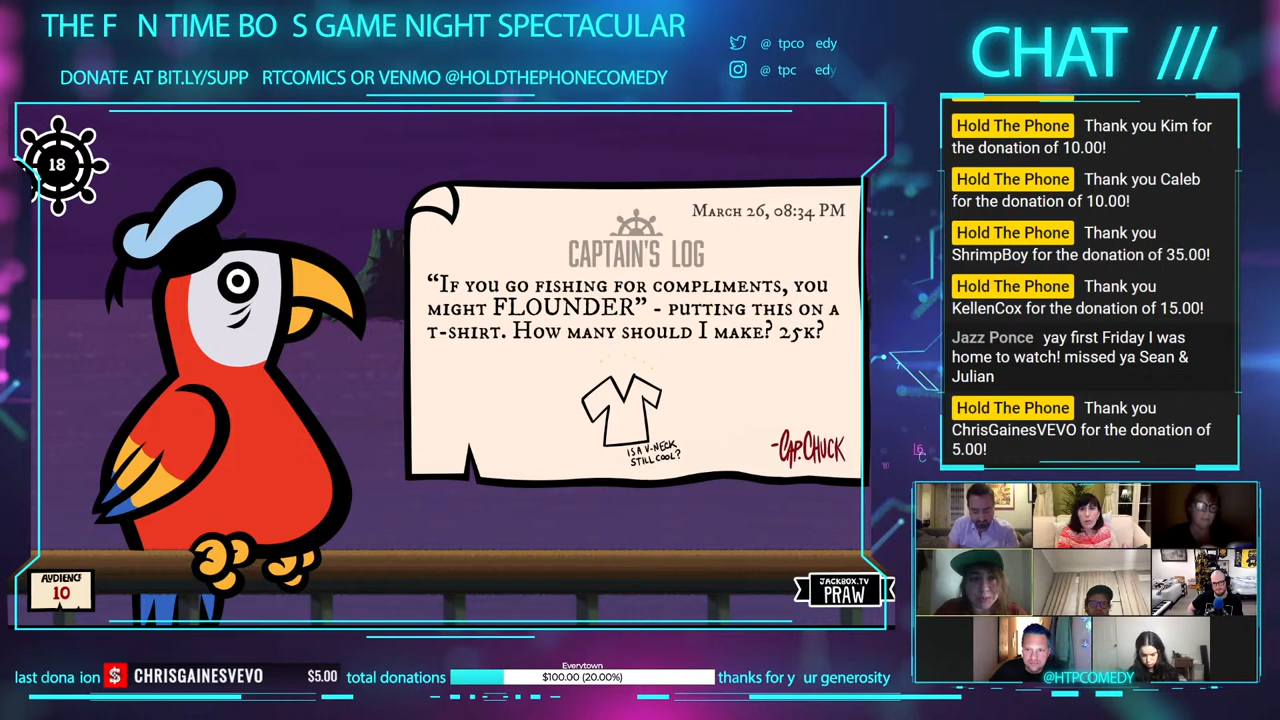 THE F N TIME BO S GAME NIGHT SPECTACULAR
DONATE AT BIT.LY/SUPP RTCOMICS OR VENMO @HOLDTHEPHONECOMEDY
@ tpco edy
@ tpc edy
CHAT ///
18
March 26, 08:34 PM
CAPTAIN'S LOG
“If you go fishing for compliments, you
might FLOUNDER” - putting this on a
t-shirt. How many should I make? 25k?
IS A V-NECK
STILL COOL?
-CAP. CHUCK
AUDIENCE
10
JACKBOX.TV
PRAW
Hold The Phone Thank you Kim for
the donation of 10.00!
Hold The Phone Thank you Caleb
for the donation of 10.00!
Hold The Phone Thank you
ShrimpBoy for the donation of 35.00!
Hold The Phone Thank you
KellenCox for the donation of 15.00!
Jazz Ponce yay first Friday I was
home to watch! missed ya Sean &
Julian
Hold The Phone Thank you
ChrisGainesVEVO for the donation of
5.00!
@HTPCOMEDY
last dona ion $ CHRISGAINESVEVO $5.00 total donations
Everytown
$100.00 (20.00%)
thanks for y ur generosity